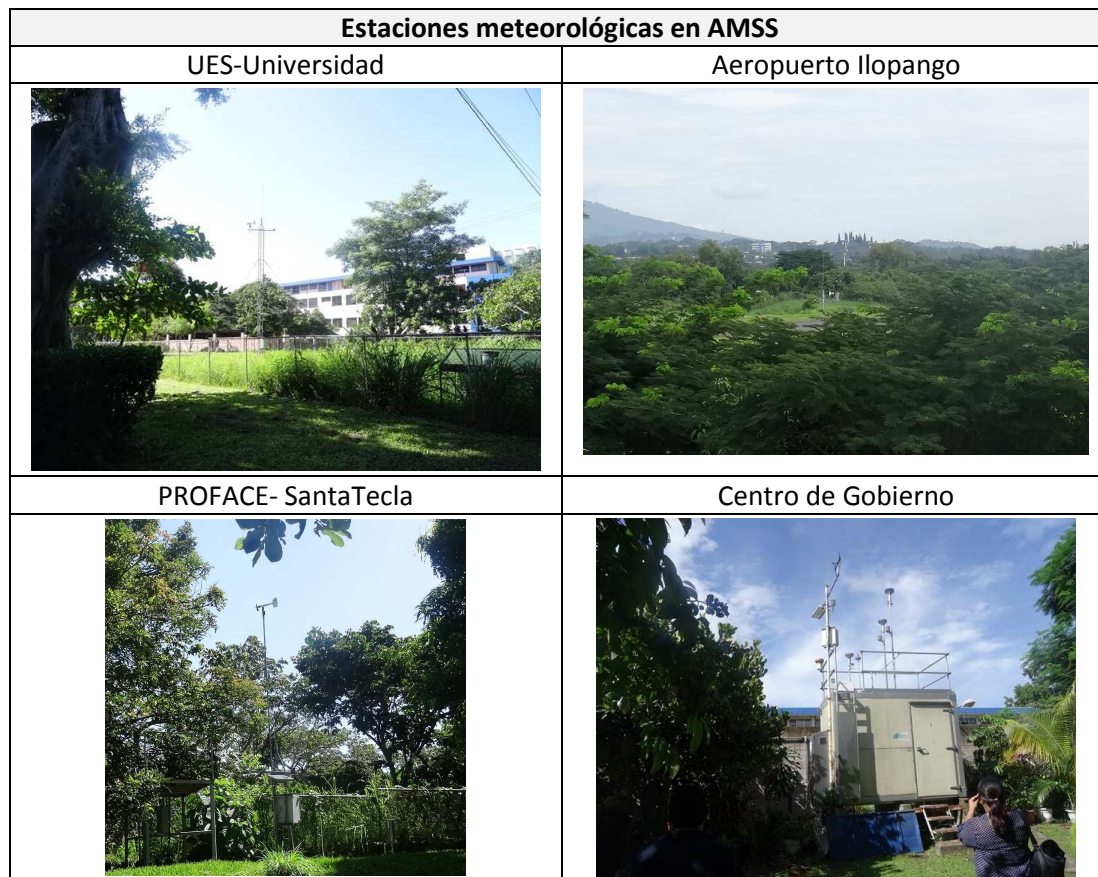 Estaciones meteorológicas en AMSS
UES-Universidad
Aeropuerto Ilopango
PROFACE- SantaTecla
Centro de Gobierno